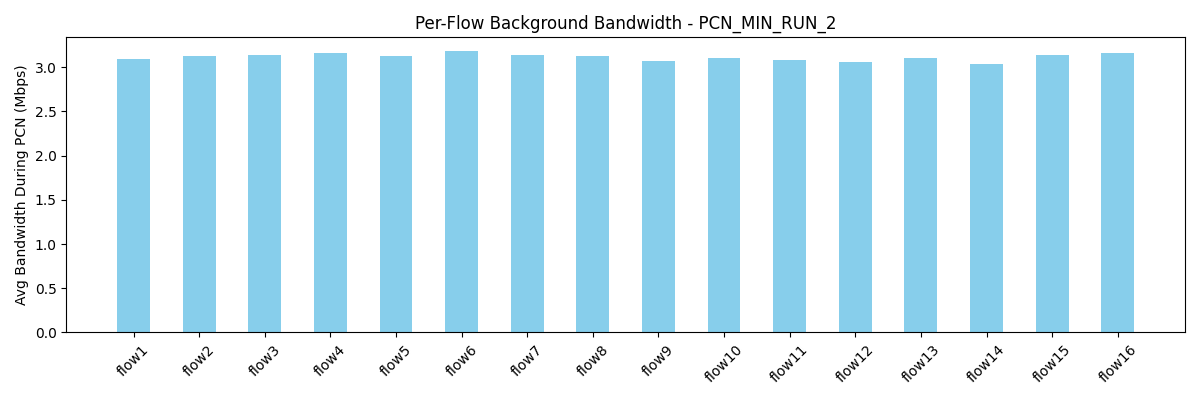 Per-Flow Background Bandwidth - PCN_MIN_RUN_2
Avg Bandwidth During PCN (Mbps)
3.0
2.5
2.0
1.5
1.0
0.5
0.0
flow1
flow2
flow3
flow4
flow5
flow6
flow7
flow8
flow9
flow10
flow11
flow12
flow13
flow14
flow15
flow16